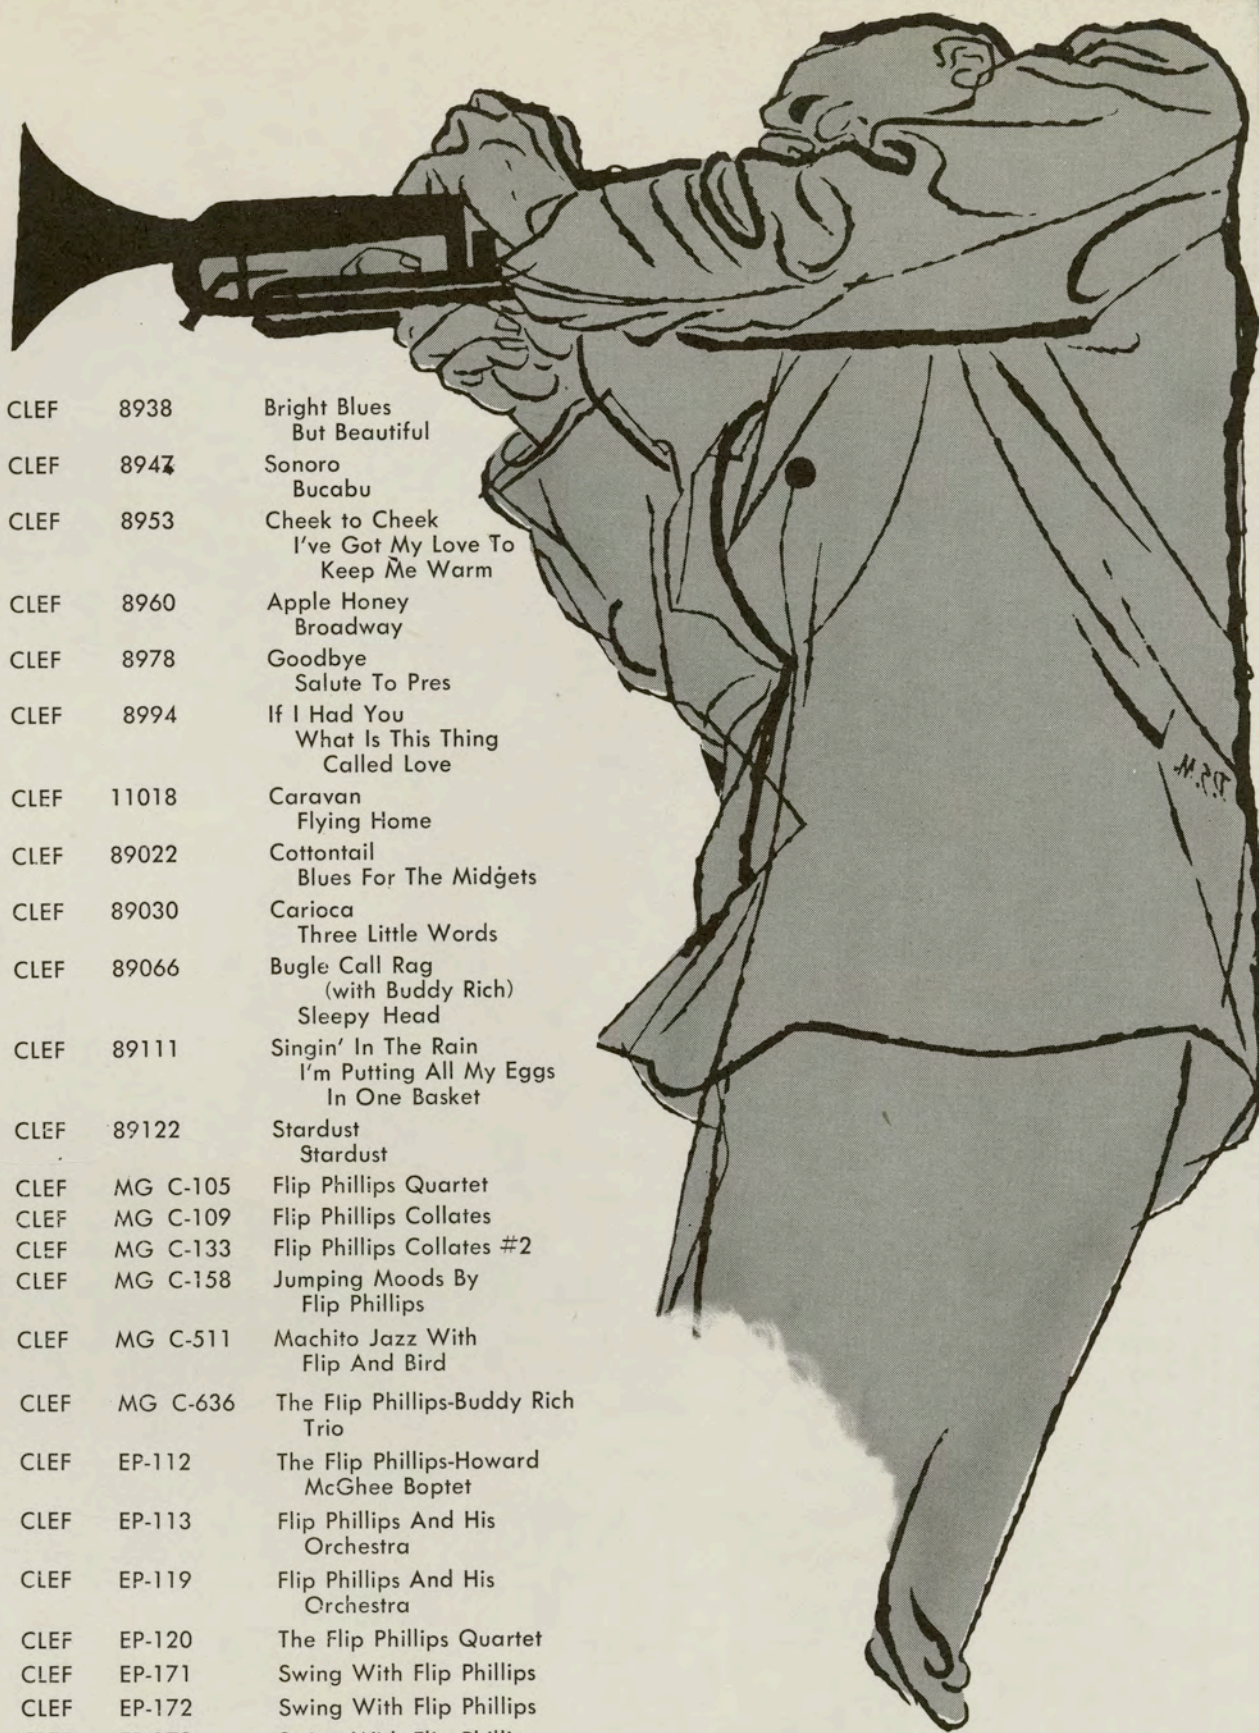 CLEF 8938 Bright Blues
But Beautiful
CLEF 8947 Sonoro
Bucabu
CLEF 8953 Cheek to Cheek
I've Got My Love To
Keep Me Warm
CLEF 8960 Apple Honey
Broadway
CLEF 8978 Goodbye
Salute To Pres
CLEF 8994 If I Had You
What Is This Thing
Called Love
CLEF 11018 Caravan
Flying Home
CLEF 89022 Cottontail
Blues For The Midgets
CLEF 89030 Carioca
Three Little Words
CLEF 89066 Bugle Call Rag
(with Buddy Rich)
Sleepy Head
CLEF 89111 Singin' In The Rain
I'm Putting All My Eggs
In One Basket
CLEF 89122 Stardust
Stardust
CLEF MG C-105 Flip Phillips Quartet
CLEF MG C-109 Flip Phillips Collates
CLEF MG C-133 Flip Phillips Collates #2
CLEF MG C-158 Jumping Moods By
Flip Phillips
CLEF MG C-511 Machito Jazz With
Flip And Bird
CLEF MG C-636 The Flip Phillips-Buddy Rich
Trio
CLEF EP-112 The Flip Phillips-Howard
McGhee Boptet
CLEF EP-113 Flip Phillips And His
Orchestra
CLEF EP-119 Flip Phillips And His
Orchestra
CLEF EP-120 The Flip Phillips Quartet
CLEF EP-171 Swing With Flip Phillips
CLEF EP-172 Swing With Flip Phillips
D.S.M.